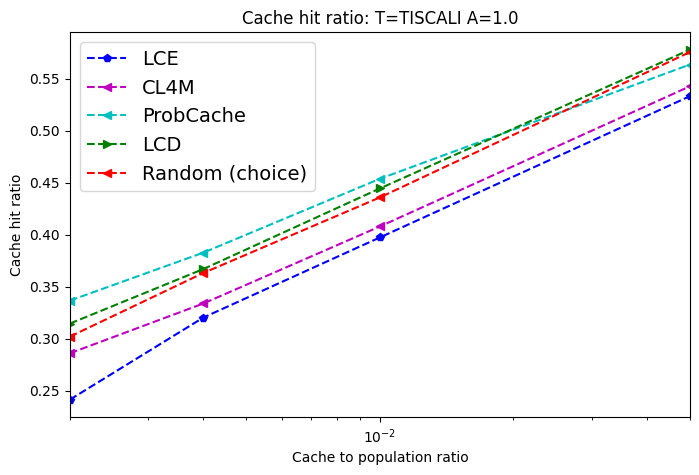 Cache hit ratio: T=TISCALI A=1.0
LCE
CL4M
ProbCache
LCD
Random (choice)
Cache hit ratio
0.55
0.50
0.45
0.40
0.35
0.30
0.25
10⁻²
Cache to population ratio